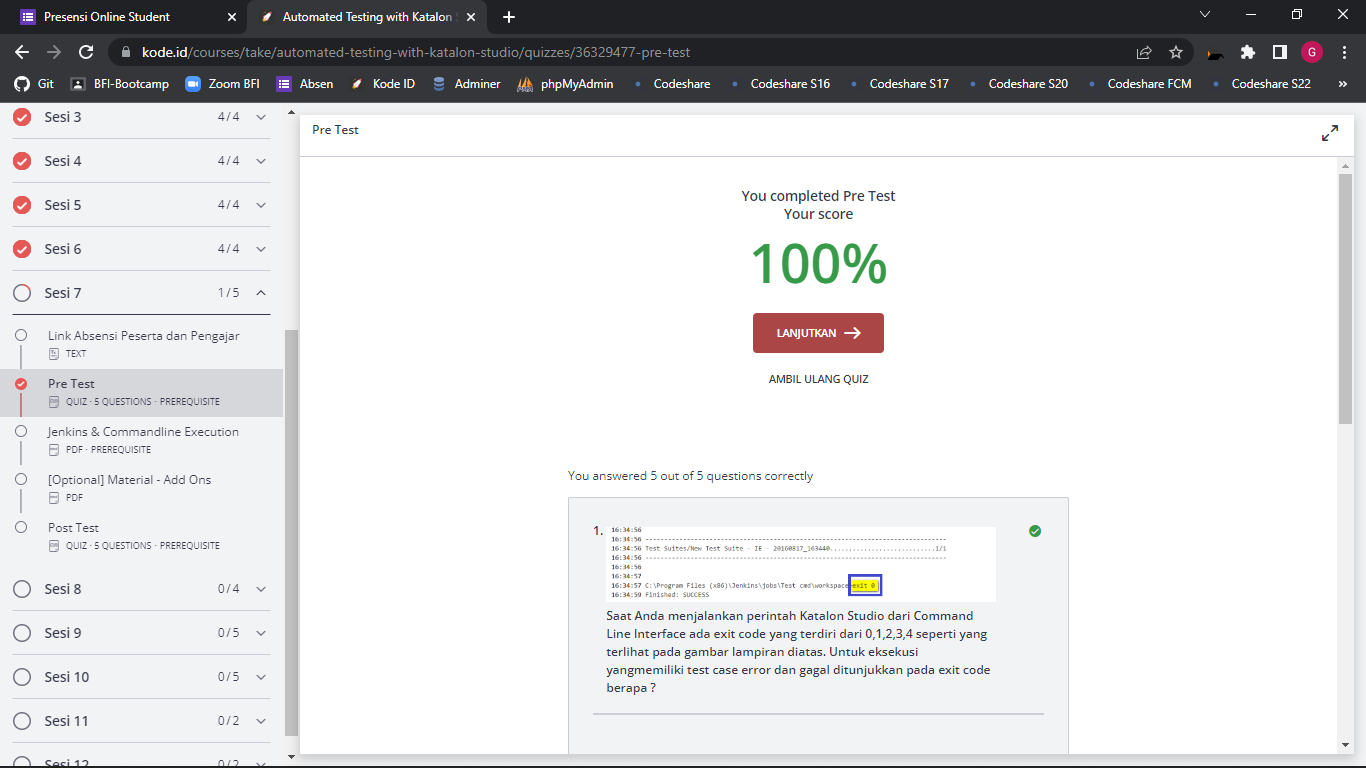 Presensi Online Student
Automated Testing with Katalon S
kode.id/courses/take/automated-testing-with-katalon-studio/quizzes/36329477-pre-test
G
Git
BFI-Bootcamp
Zoom BFI
Absen
Kode ID
Adminer
phpMyAdmin
Codeshare
Codeshare S16
Codeshare S17
Codeshare S20
Codeshare FCM
Codeshare S22
»
Sesi 3 4/4
Sesi 4 4/4
Sesi 5 4/4
Sesi 6 4/4
Sesi 7 1/5
Link Absensi Peserta dan Pengajar
TEXT
Pre Test
QUIZ · 5 QUESTIONS · PREREQUISITE
Jenkins & Commandline Execution
PDF · PREREQUISITE
[Optional] Material - Add Ons
PDF
Post Test
QUIZ · 5 QUESTIONS · PREREQUISITE
Sesi 8 0/4
Sesi 9 0/5
Sesi 10 0/5
Sesi 11 0/2
Sesi 12 0/2
Pre Test
You completed Pre Test
Your score
100%
LANJUTKAN →
AMBIL ULANG QUIZ
You answered 5 out of 5 questions correctly
1.
16:34:56
16:34:56 --------------------------------------------------------------------------------
16:34:56 Test Suites/New Test Suite - IE - 20160817_163440............................1/1
16:34:56 --------------------------------------------------------------------------------
16:34:56
16:34:57
16:34:57 C:\Program Files (x86)\Jenkins\jobs\Test cmd\workspace>exit 0
16:34:59 Finished: SUCCESS
Saat Anda menjalankan perintah Katalon Studio dari Command
Line Interface ada exit code yang terdiri dari 0,1,2,3,4 seperti yang
terlihat pada gambar lampiran diatas. Untuk eksekusi
yangmemiliki test case error dan gagal ditunjukkan pada exit code
berapa ?